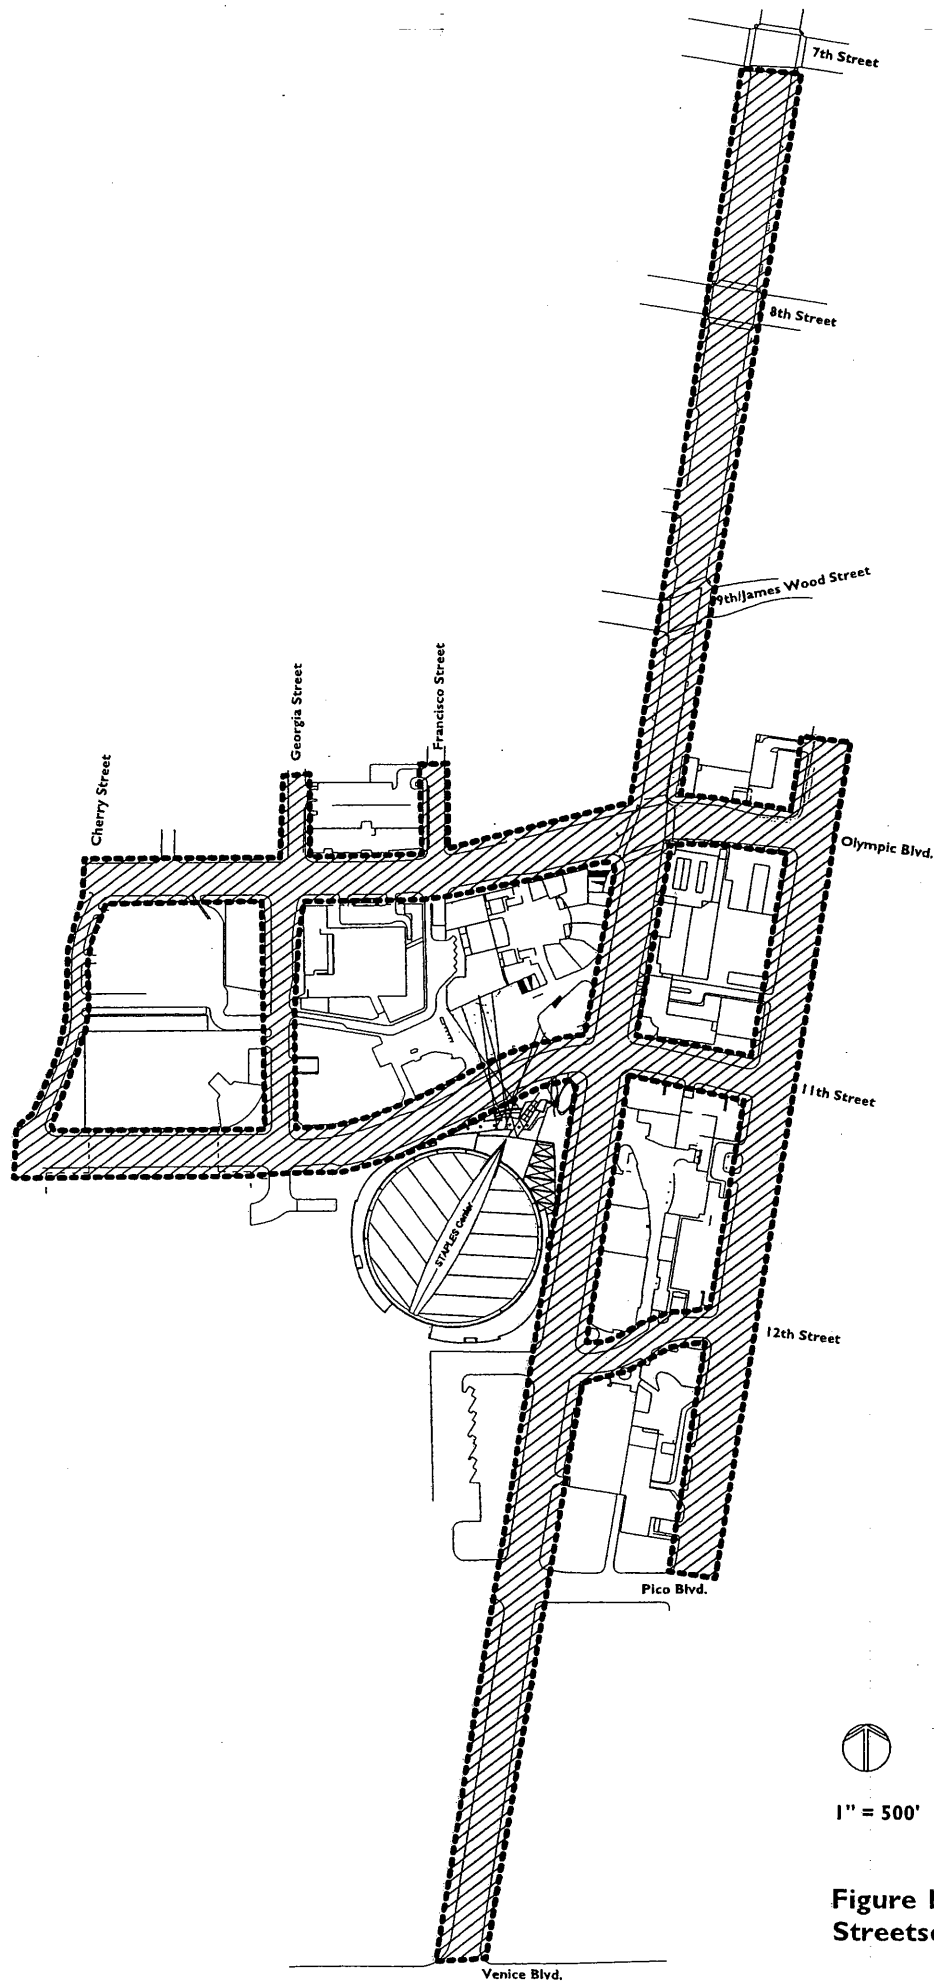 7th Street
8th Street
9th/James Wood Street
Cherry Street
Georgia Street
Francisco Street
Olympic Blvd.
11th Street
STAPLES Center
12th Street
Pico Blvd.
1" = 500'
Figure
Venice Blvd.